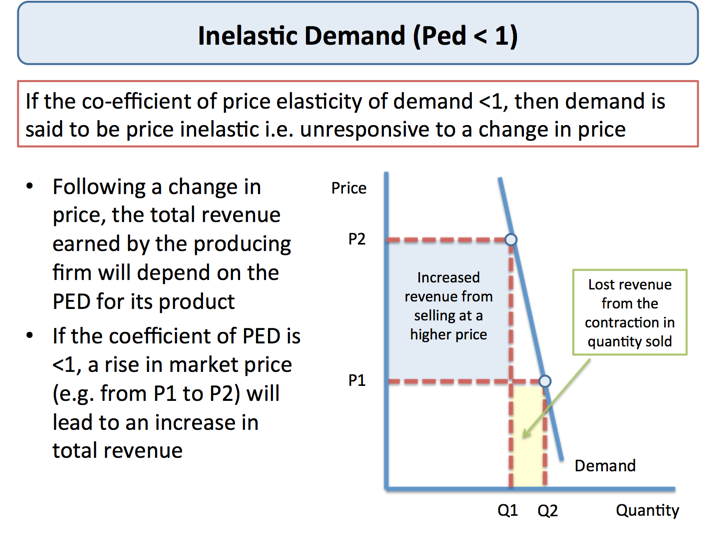 Inelastic Demand (Ped < 1)
If the co-efficient of price elasticity of demand <1, then demand is
said to be price inelastic i.e. unresponsive to a change in price
• Following a change in
price, the total revenue
earned by the producing
firm will depend on the
PED for its product
• If the coefficient of PED is
<1, a rise in market price
(e.g. from P1 to P2) will
lead to an increase in
total revenue
Price
P2
Increased
revenue from
selling at a
higher price
Lost revenue
from the
contraction in
quantity sold
P1
Demand
Q1
Q2
Quantity